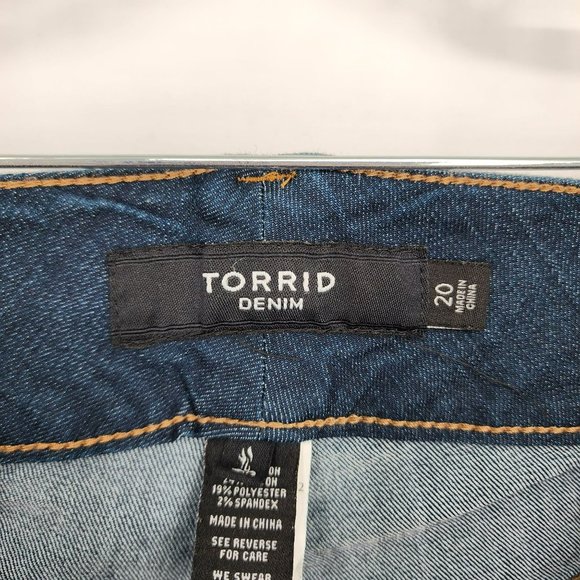 TORRID
DENIM
20
MADE IN
CHINA
19% POLYESTER
2% SPANDEX
MADE IN CHINA
SEE REVERSE
FOR CARE
WE SWEAR